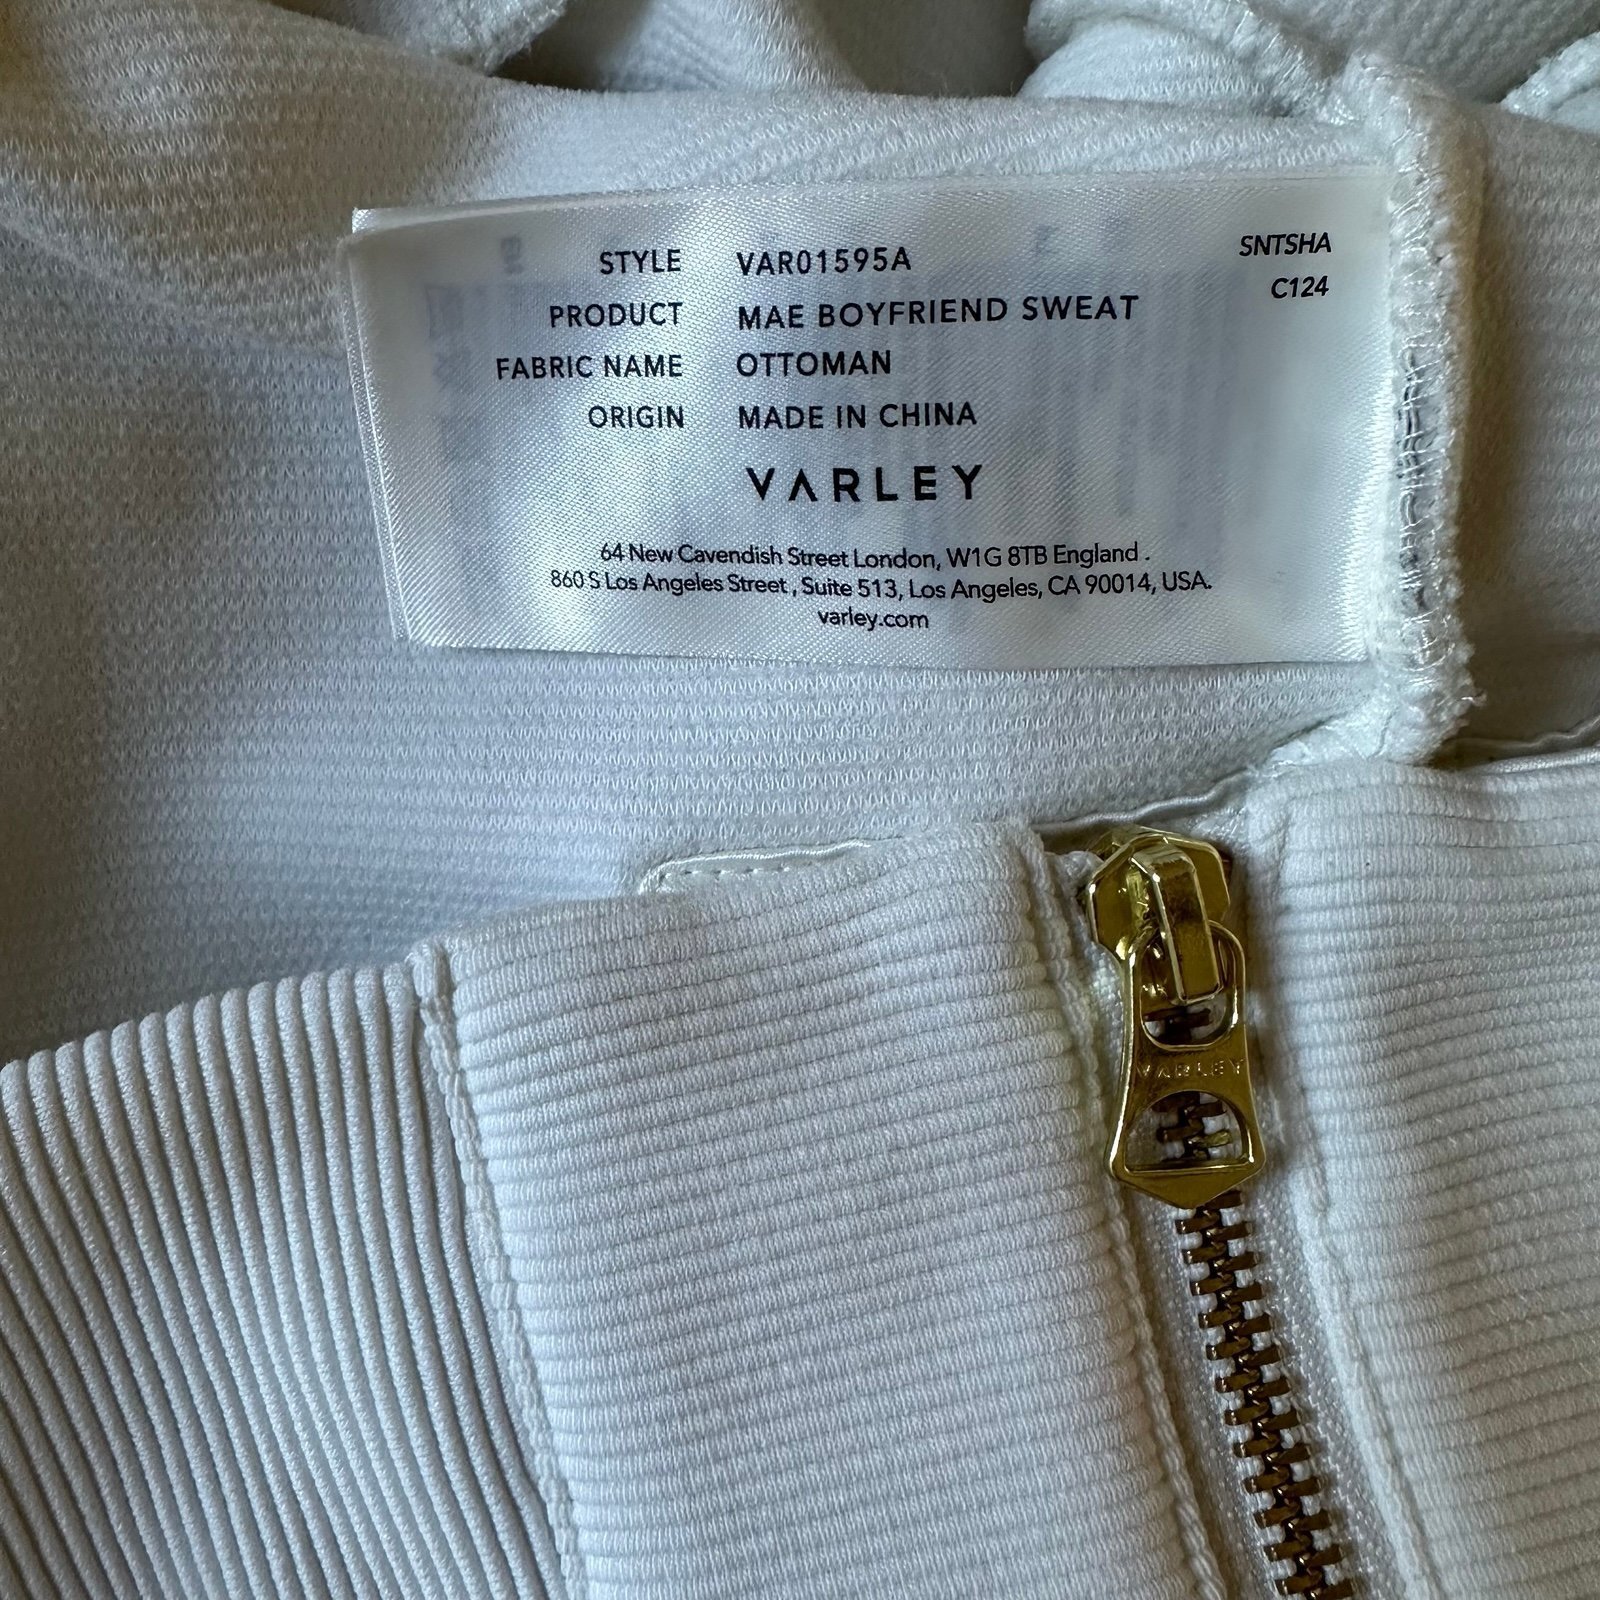 STYLE VAR01595A
SNTSHA
C124
PRODUCT MAE BOYFRIEND SWEAT
FABRIC NAME OTTOMAN
ORIGIN MADE IN CHINA
VARLEY
64 New Cavendish Street London, W1G 8TB England .
860 S Los Angeles Street , Suite 513, Los Angeles, CA 90014, USA.
varley.com
VARLEY